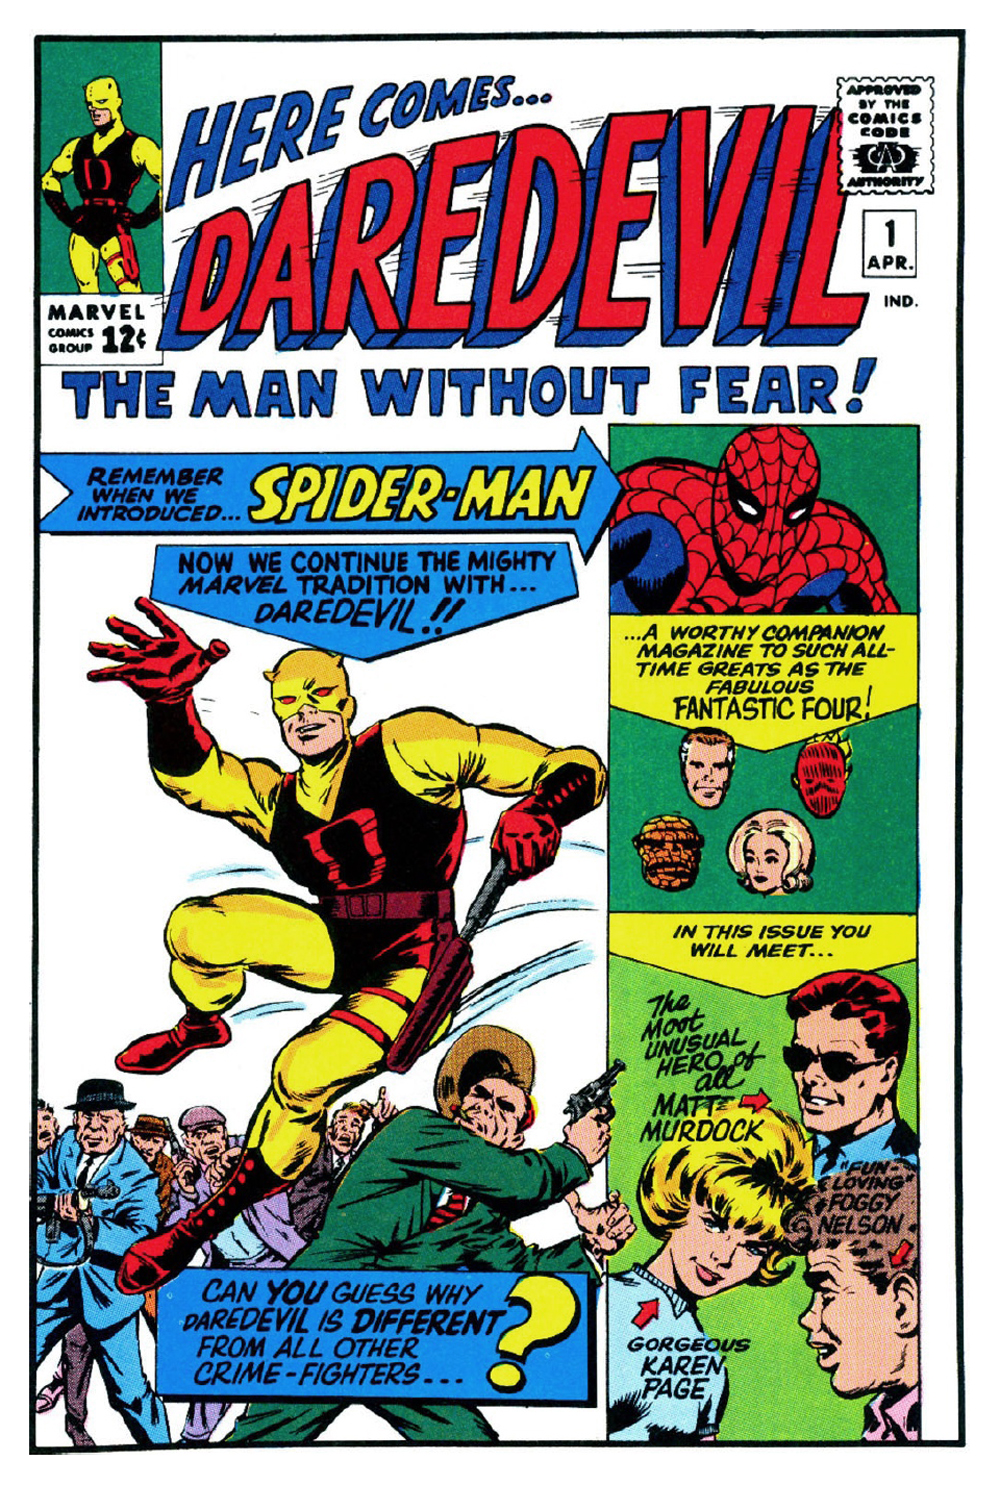 HERE COMES...
DAREDEVIL
APPROVED
BY THE
COMICS
CODE
CA
AUTHORITY
1
APR.
IND.
MARVEL
COMICS
GROUP 12¢
THE MAN WITHOUT FEAR!
REMEMBER
WHEN WE
INTRODUCED...
SPIDER-MAN
NOW WE CONTINUE THE MIGHTY
MARVEL TRADITION WITH...
DAREDEVIL!!
...A WORTHY COMPANION
MAGAZINE TO SUCH ALL-
TIME GREATS AS THE
FABULOUS
FANTASTIC FOUR!
IN THIS ISSUE YOU
WILL MEET...
The
MOST
UNUSUAL
HERO of
all
MATT
MURDOCK
"FUN-
LOVING"
FOGGY
NELSON
GORGEOUS
KAREN
PAGE
CAN YOU GUESS WHY
DAREDEVIL IS DIFFERENT
FROM ALL OTHER
CRIME-FIGHTERS...
?
D
D